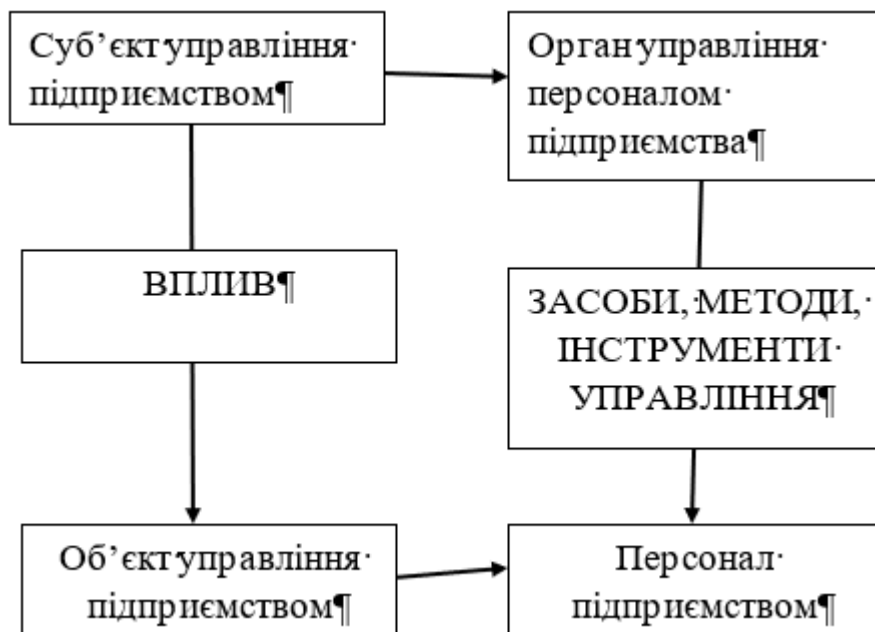 Суб’єкт управління·
підприємством¶
Орган управління·
персоналом·
підприємства¶
ВПЛИВ¶
ЗАСОБИ,·МЕТОДИ,·
ІНСТРУМЕНТИ·
УПРАВЛІННЯ¶
Об’єкт управління·
підприємством¶
Персонал·
підприємством¶